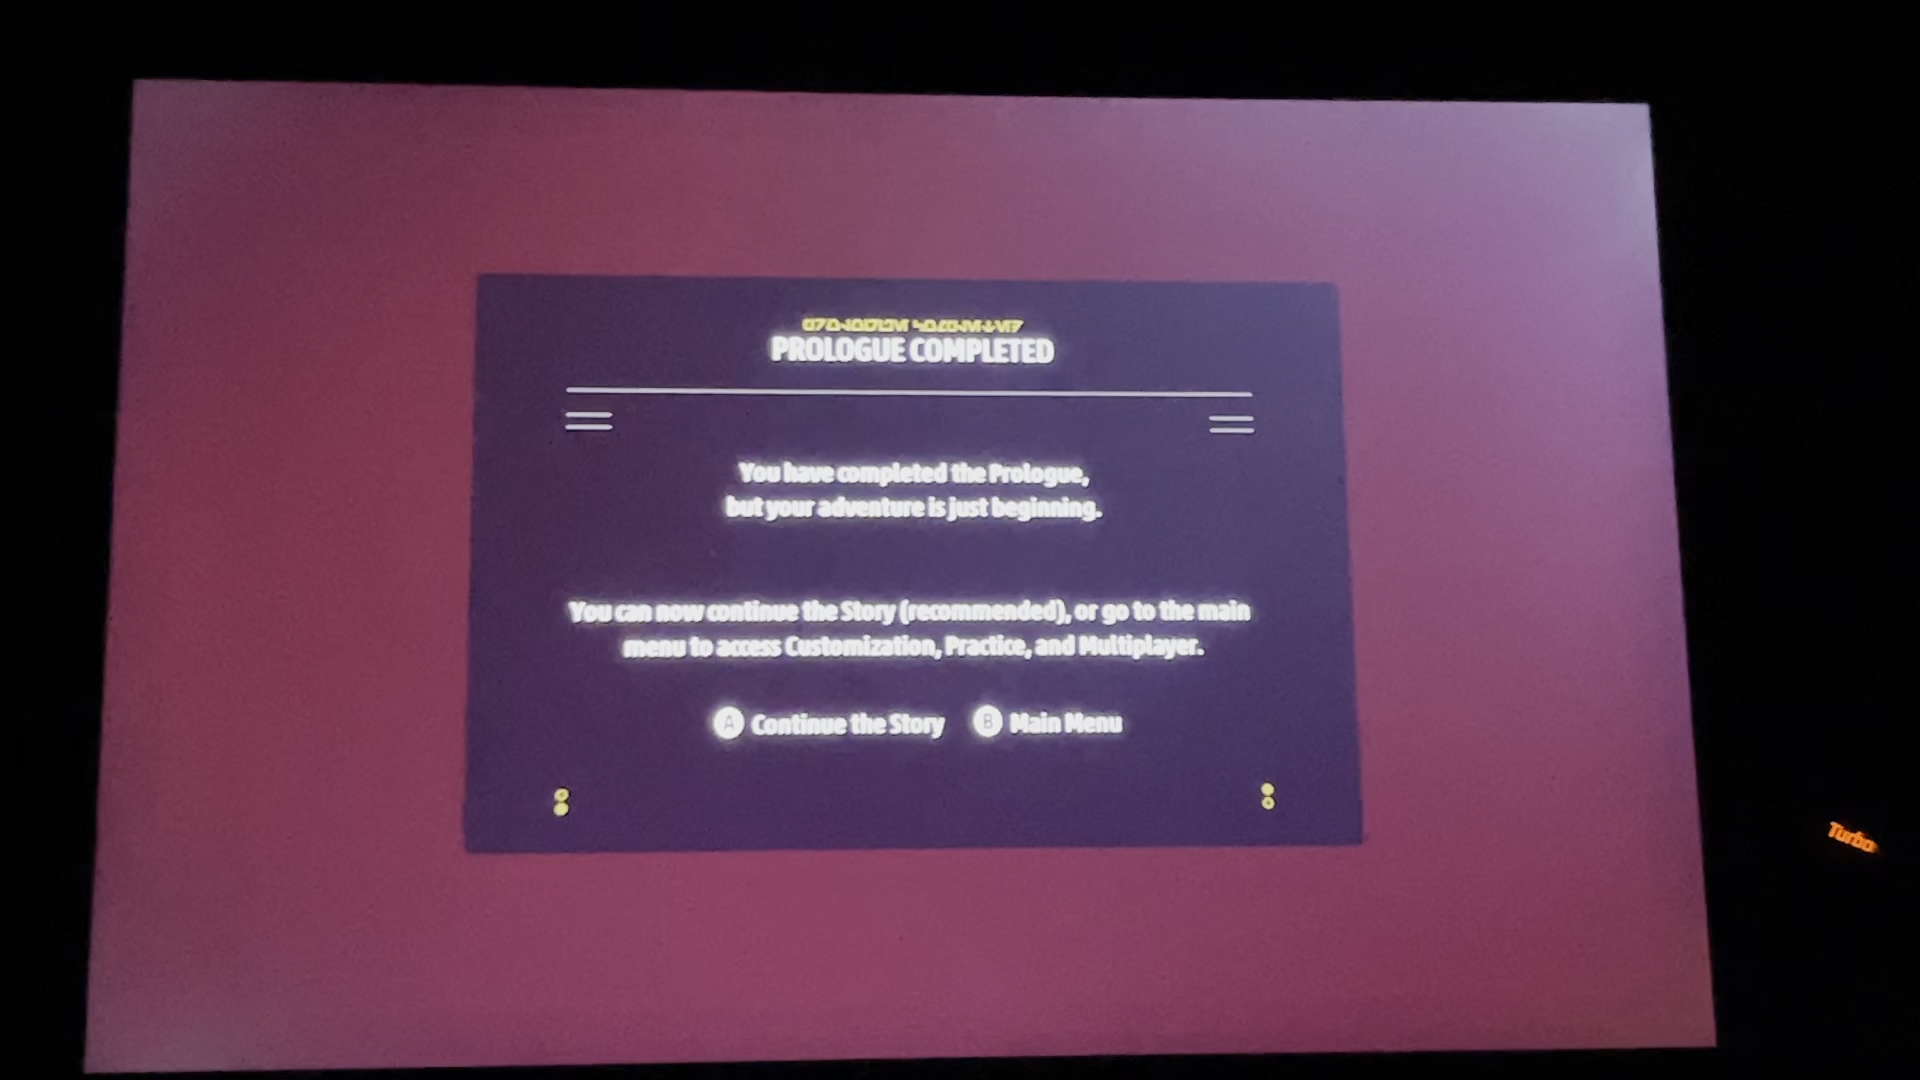 PROLOGUE COMPLETED
You have completed the Prologue,
but your adventure is just beginning.
You can now continue the Story (recommended), or go to the main
menu to access Customization, Practice, and Multiplayer.
A Continue the Story B Main Menu
Turbo